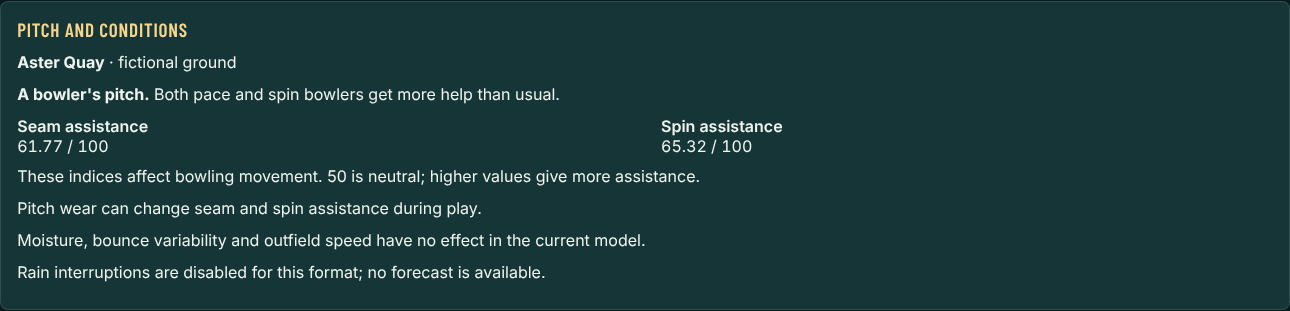 PITCH AND CONDITIONS
Aster Quay · fictional ground
A bowler's pitch. Both pace and spin bowlers get more help than usual.
Seam assistance
61.77 / 100
Spin assistance
65.32 / 100
These indices affect bowling movement. 50 is neutral; higher values give more assistance.
Pitch wear can change seam and spin assistance during play.
Moisture, bounce variability and outfield speed have no effect in the current model.
Rain interruptions are disabled for this format; no forecast is available.